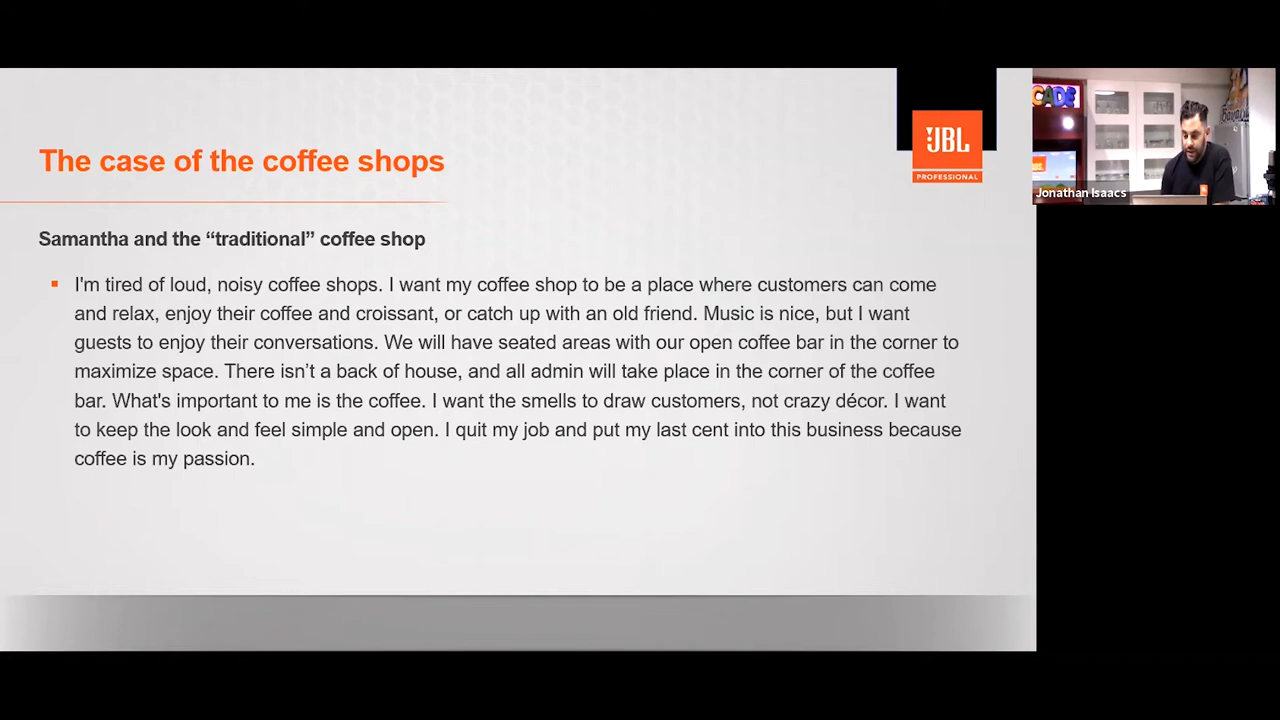 The case of the coffee shops
JBL
PROFESSIONAL
CADE
Jonathan Isaacs
Samantha and the “traditional” coffee shop
I'm tired of loud, noisy coffee shops. I want my coffee shop to be a place where customers can come
and relax, enjoy their coffee and croissant, or catch up with an old friend. Music is nice, but I want
guests to enjoy their conversations. We will have seated areas with our open coffee bar in the corner to
maximize space. There isn’t a back of house, and all admin will take place in the corner of the coffee
bar. What's important to me is the coffee. I want the smells to draw customers, not crazy décor. I want
to keep the look and feel simple and open. I quit my job and put my last cent into this business because
coffee is my passion.